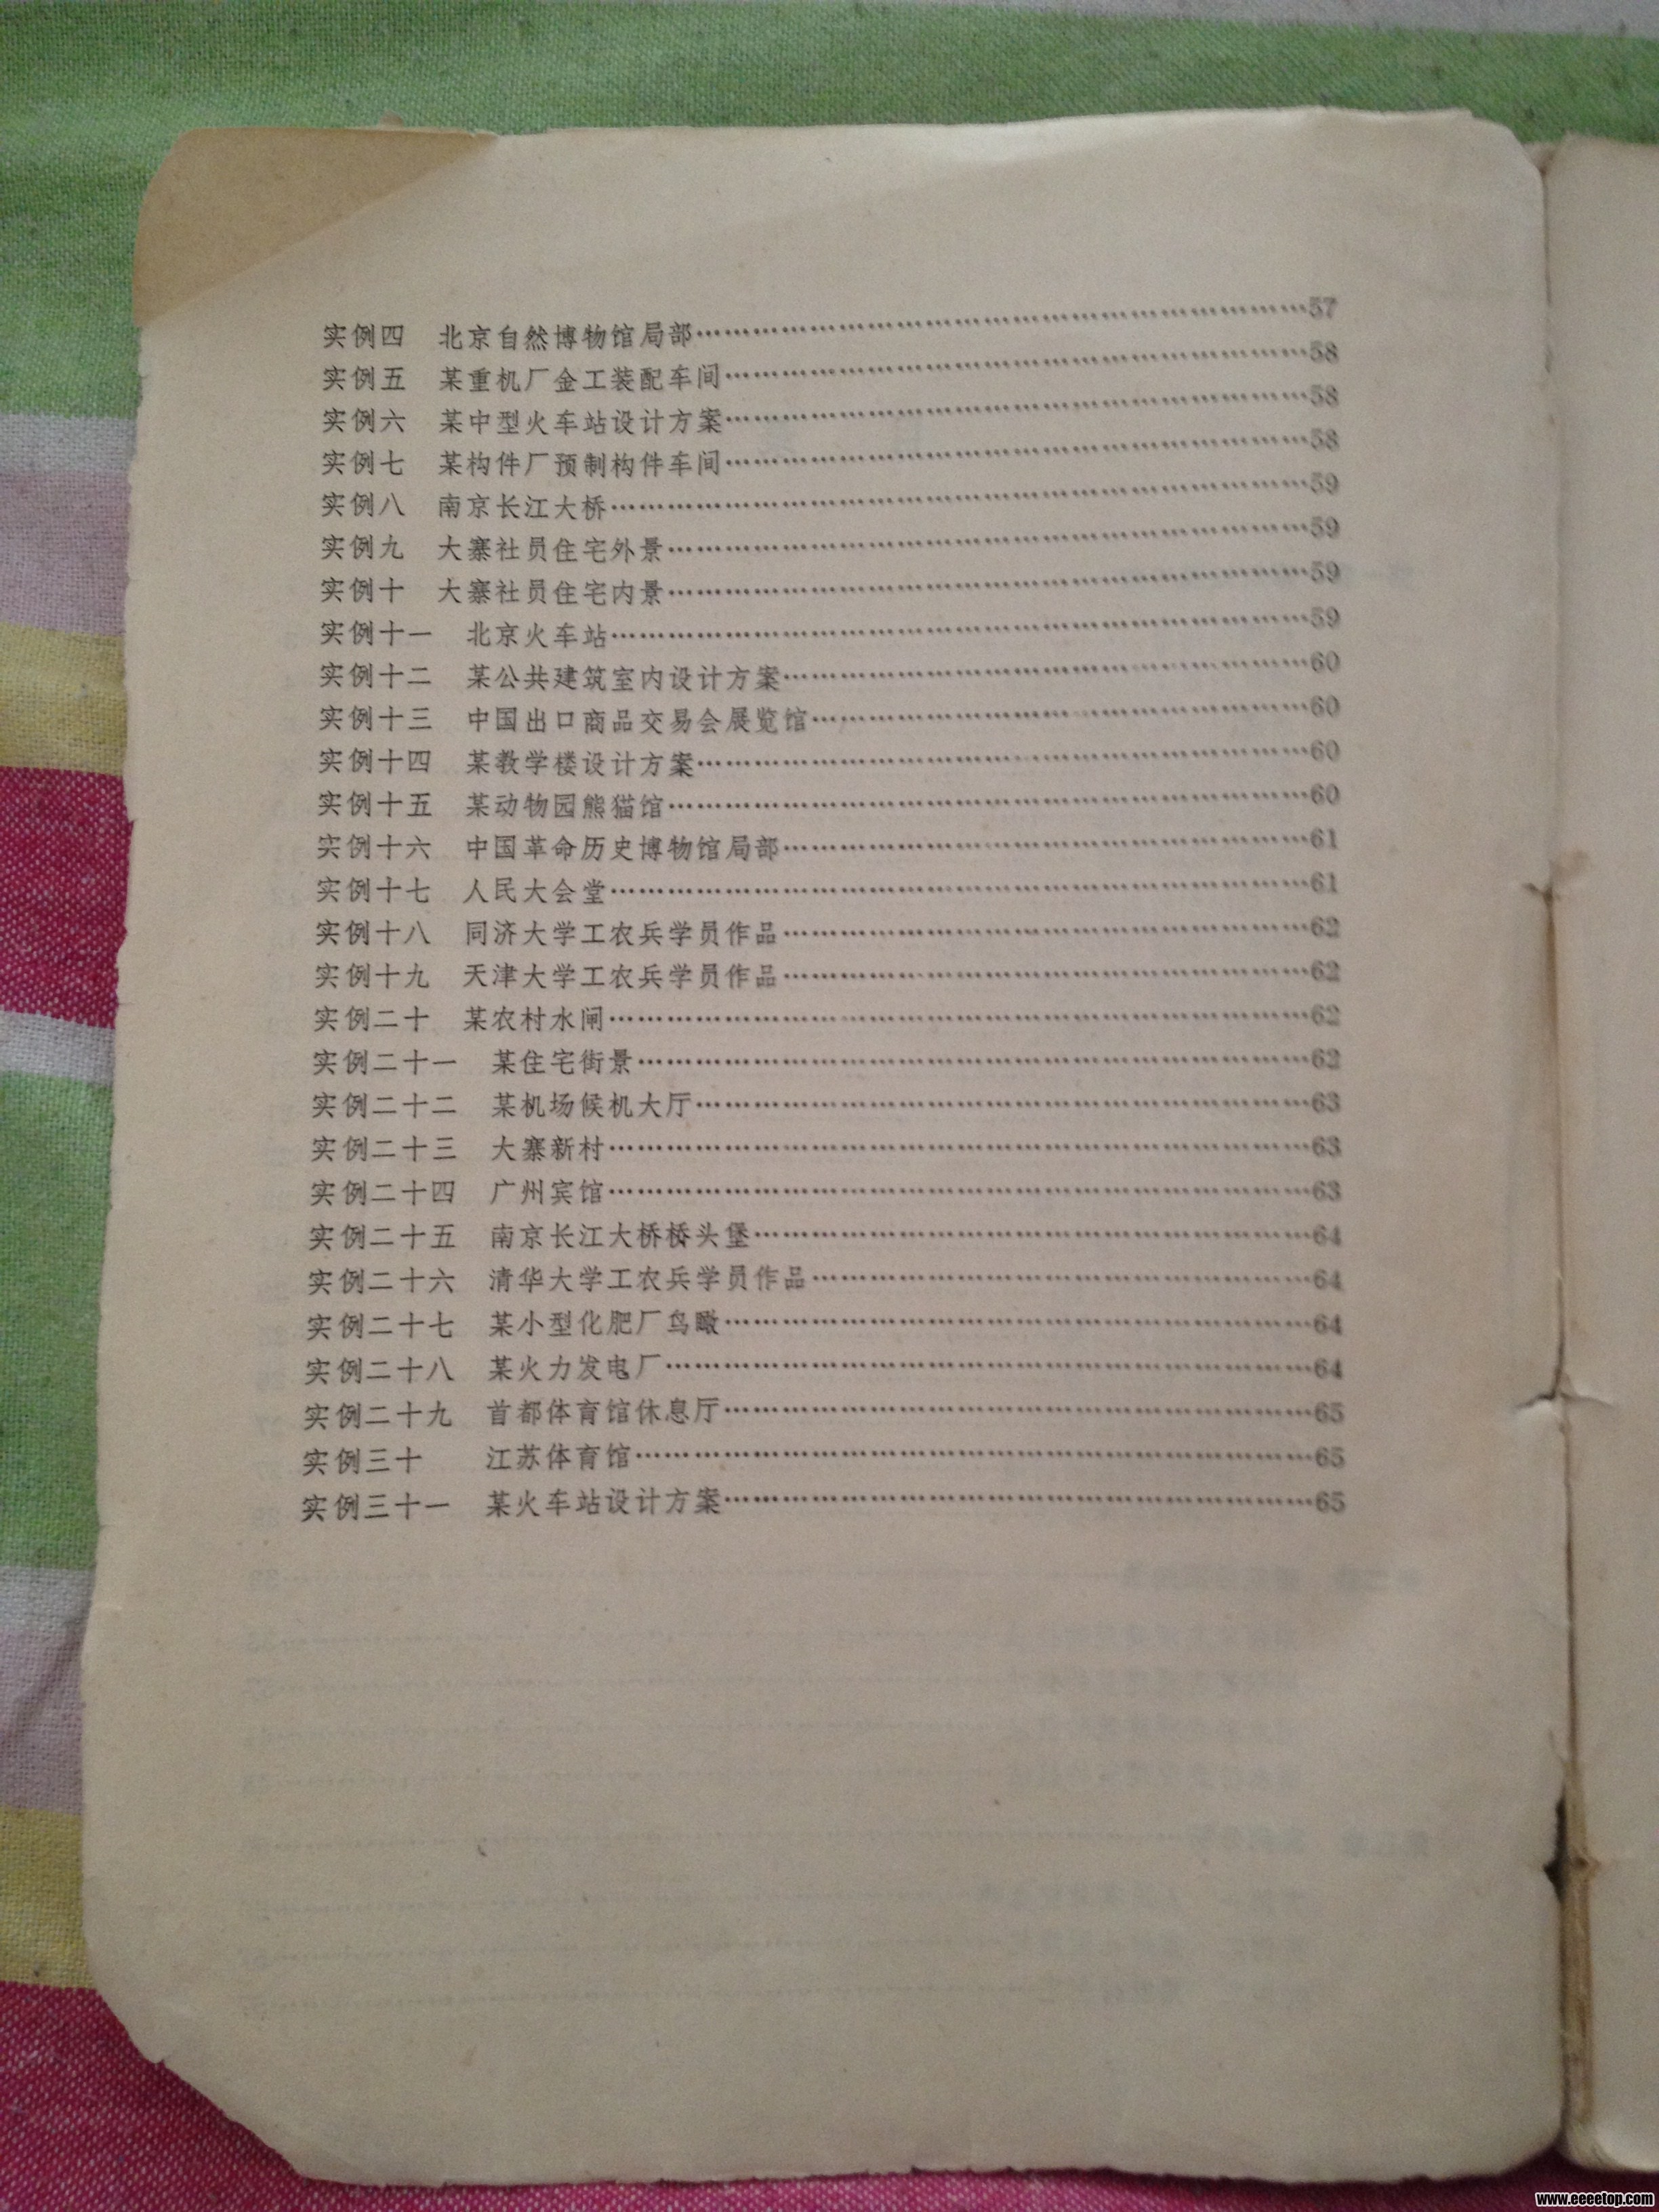 实例四　北京自然博物馆局部……57
实例五　某重机厂金工装配车间……58
实例六　某中型火车站设计方案……58
实例七　某构件厂预制构件车间……58
实例八　南京长江大桥……59
实例九　大寨社员住宅外景……59
实例十　大寨社员住宅内景……59
实例十一　北京火车站……59
实例十二　某公共建筑室内设计方案……60
实例十三　中国出口商品交易会展览馆……60
实例十四　某教学楼设计方案……60
实例十五　某动物园熊猫馆……60
实例十六　中国革命历史博物馆局部……61
实例十七　人民大会堂……61
实例十八　同济大学工农兵学员作品……62
实例十九　天津大学工农兵学员作品……62
实例二十　某农村水闸……62
实例二十一　某住宅街景……62
实例二十二　某机场候机大厅……63
实例二十三　大寨新村……63
实例二十四　广州宾馆……63
实例二十五　南京长江大桥桥头堡……64
实例二十六　清华大学工农兵学员作品……64
实例二十七　某小型化肥厂鸟瞰……64
实例二十八　某火力发电厂……64
实例二十九　首都体育馆休息厅……65
实例三十　江苏体育馆……65
实例三十一　某火车站设计方案……65
www.eeeetop.com